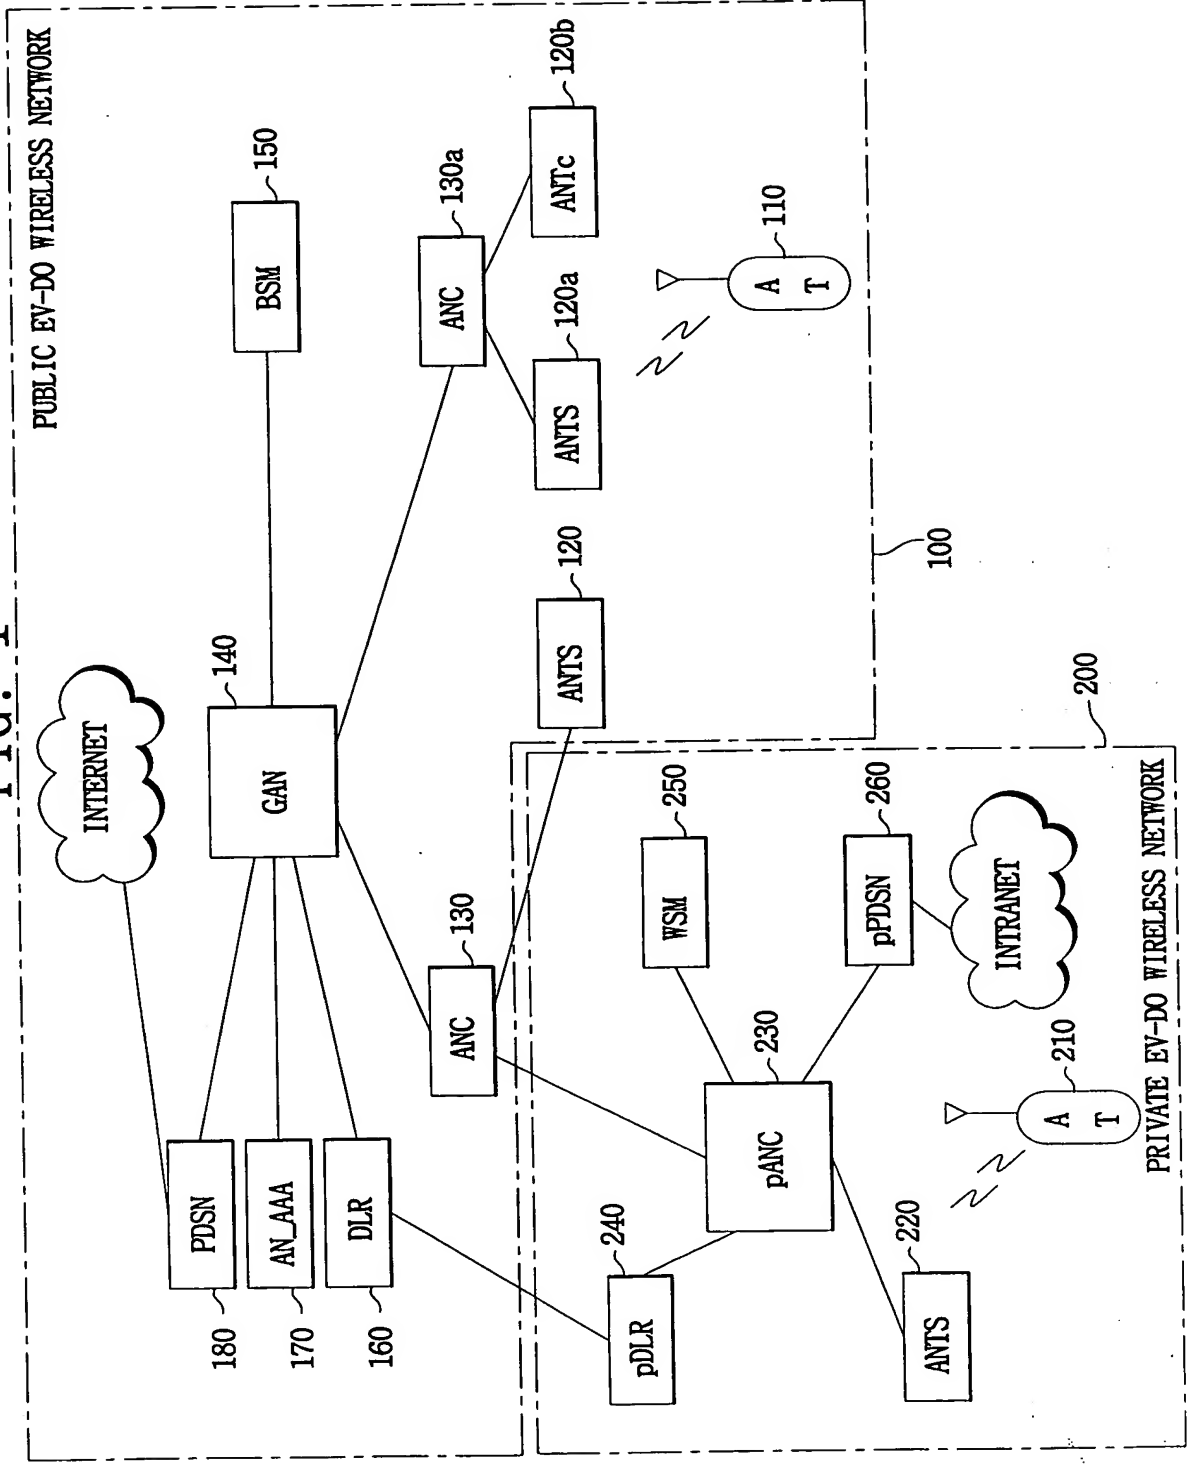 FIG. 1
PUBLIC EV-DO WIRELESS NETWORK
INTERNET
140
GAN
150
BSM
180
PDSN
170
AN_AAA
160
DLR
130
ANC
130a
ANC
120
ANTS
120a
ANTS
120b
ANTc
110
A
T
100
200
240
pDLR
230
pANC
250
WSM
260
pPDSN
INTRANET
220
ANTS
210
A
T
PRIVATE EV-DO WIRELESS NETWORK